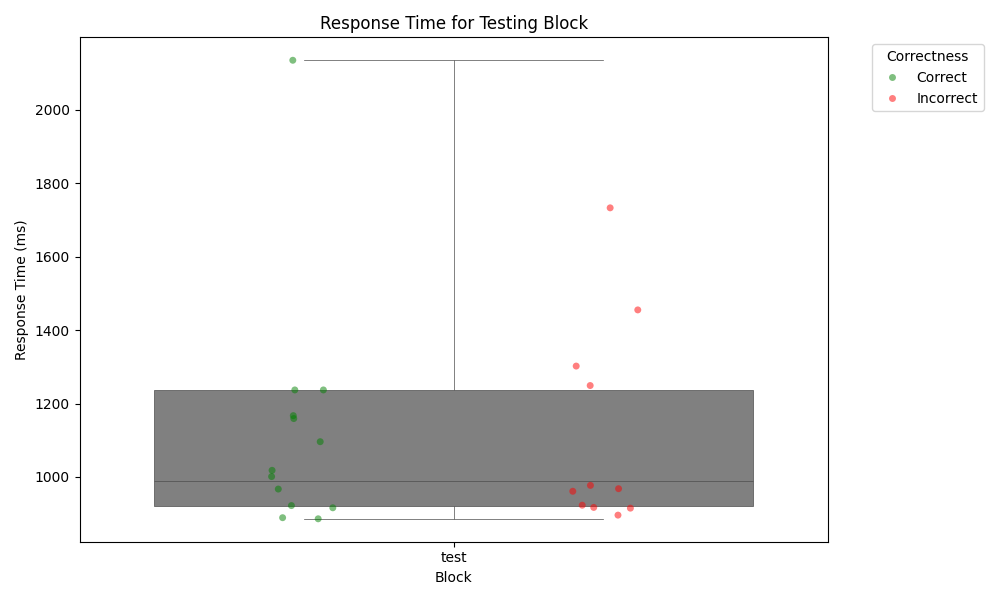 Response Time for Testing Block
Correctness
Correct
Incorrect
2000
1800
1600
1400
1200
1000
Response Time (ms)
test
Block